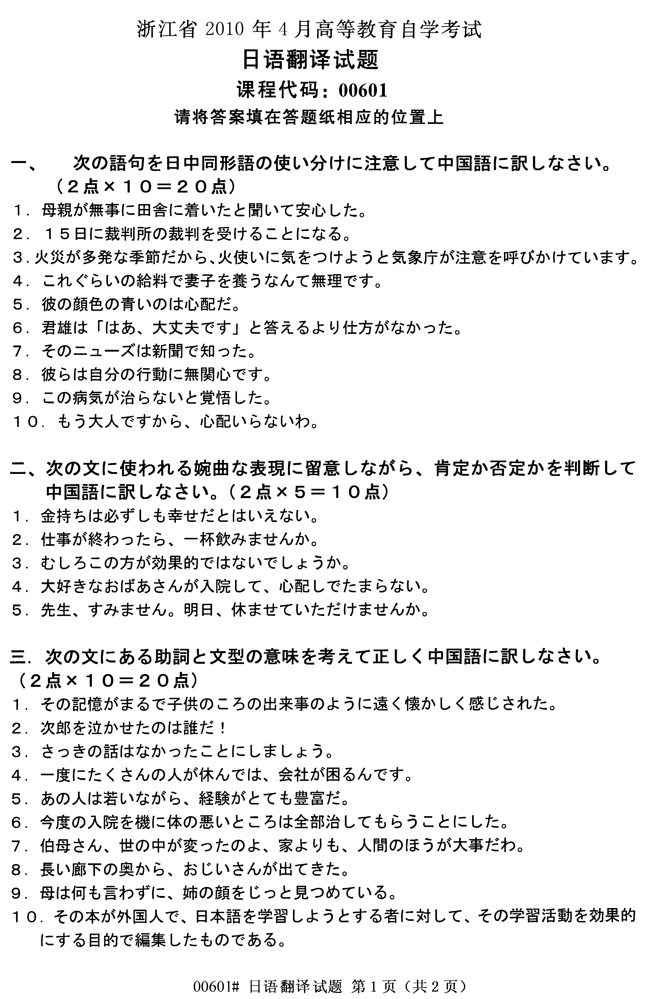 浙江省 2010 年 4 月高等教育自学考试
日语翻译试题
课程代码：00601
请将答案填在答题纸相应的位置上
一、　次の語句を日中同形語の使い分けに注意して中国語に訳しなさい。
（２点×１０＝２０点）
１．母親が無事に田舎に着いたと聞いて安心した。
２．１５日に裁判所の裁判を受けることになる。
３．火災が多発な季節だから、火使いに気をつけようと気象庁が注意を呼びかけています。
４．これぐらいの給料で妻子を養うなんて無理です。
５．彼の顔色の青いのは心配だ。
６．君雄は「はあ、大丈夫です」と答えるより仕方がなかった。
７．そのニューズは新聞で知った。
８．彼らは自分の行動に無関心です。
９．この病気が治らないと覚悟した。
１０．もう大人ですから、心配いらないわ。
二、次の文に使われる婉曲な表現に留意しながら、肯定か否定かを判断して
中国語に訳しなさい。（２点×５＝１０点）
１．金持ちは必ずしも幸せだとはいえない。
２．仕事が終わったら、一杯飲みませんか。
３．むしろこの方が効果的ではないでしょうか。
４．大好きなおばあさんが入院して、心配しでたまらない。
５．先生、すみません。明日、休ませていただけませんか。
三．次の文にある助詞と文型の意味を考えて正しく中国語に訳しなさい。
（２点×１０＝２０点）
１．その記憶がまるで子供のころの出来事のように遠く懐かしく感じされた。
２．次郎を泣かせたのは誰だ！
３．さっきの話はなかったことにしましょう。
４．一度にたくさんの人が休んでは、会社が困るんです。
５．あの人は若いながら、経験がとても豊富だ。
６．今度の入院を機に体の悪いところは全部治してもらうことにした。
７．伯母さん、世の中が変ったのよ、家よりも、人間のほうが大事だわ。
８．長い廊下の奥から、おじいさんが出てきた。
９．母は何も言わずに、姉の顔をじっと見つめている。
１０．その本が外国人で、日本語を学習しようとする者に対して、その学習活動を効果的
にする目的で編集したものである。
00601# 日语翻译试题 第 1 页（共 2 页）